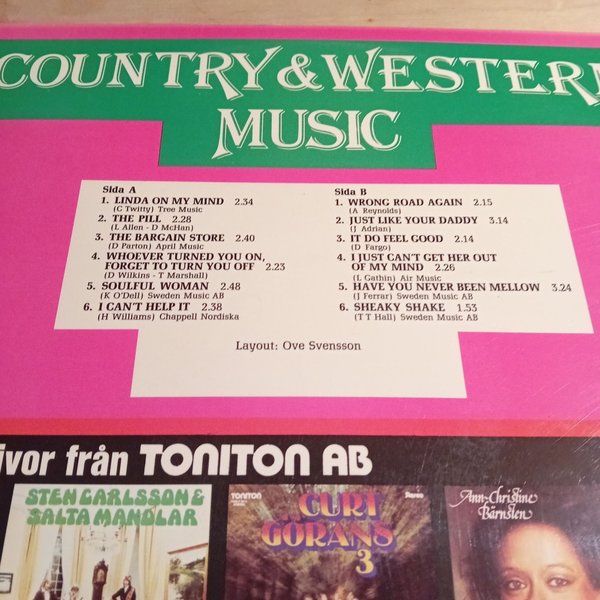 COUNTRY & WESTERN
MUSIC
Sida A
1. LINDA ON MY MIND 2.34
(C Twitty) Tree Music
2. THE PILL 2.28
(L Allen - D McHan)
3. THE BARGAIN STORE 2.40
(D Parton) April Music
4. WHOEVER TURNED YOU ON,
FORGET TO TURN YOU OFF 2.23
(D Wilkins - T Marshall)
5. SOULFUL WOMAN 2.48
(K O'Dell) Sweden Music AB
6. I CAN'T HELP IT 2.38
(H Williams) Chappell Nordiska
Sida B
1. WRONG ROAD AGAIN 2.15
(A Reynolds)
2. JUST LIKE YOUR DADDY 3.14
(J Adrian)
3. IT DO FEEL GOOD 2.14
(D Fargo)
4. I JUST CAN'T GET HER OUT
OF MY MIND 2.26
(L Gathin) Air Music
5. HAVE YOU NEVER BEEN MELLOW 3.24
(J Ferrar) Sweden Music AB
6. SHEAKY SHAKE 1.53
(T T Hall) Sweden Music AB
Layout: Ove Svensson
ivor från TONITON AB
STEN CARLSSON &
SALTA MANDLAR
TONITON
Stereo
CURT
GÖRANS
3
Ann-Christine
Bärnsten